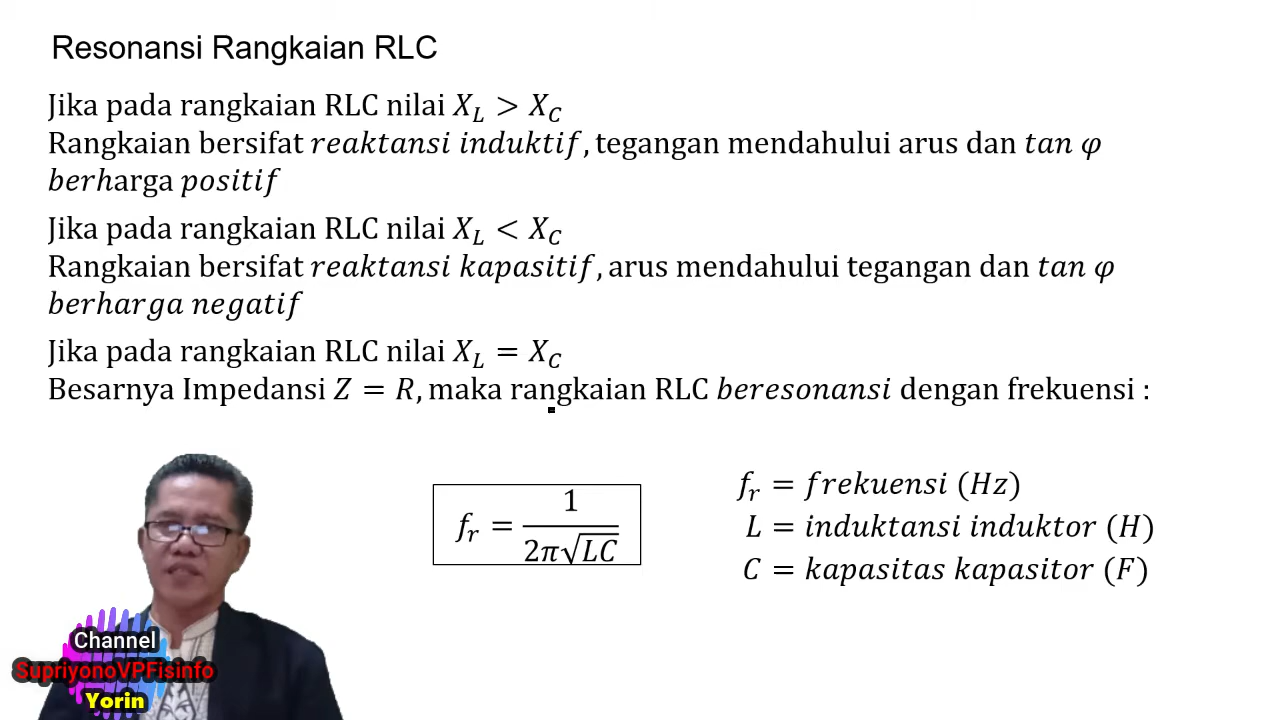 Resonansi Rangkaian RLC
Jika pada rangkaian RLC nilai X_L > X_C
Rangkaian bersifat reaktansi induktif, tegangan mendahului arus dan tan φ
berharga positif
Jika pada rangkaian RLC nilai X_L < X_C
Rangkaian bersifat reaktansi kapasitif, arus mendahului tegangan dan tan φ
berharga negatif
Jika pada rangkaian RLC nilai X_L = X_C
Besarnya Impedansi Z = R, maka rangkaian RLC beresonansi dengan frekuensi :
f_r = 1 / (2π√LC)
f_r = frekuensi (Hz)
L = induktansi induktor (H)
C = kapasitas kapasitor (F)
Channel
SupriyonoVPFisinfo
Yorin